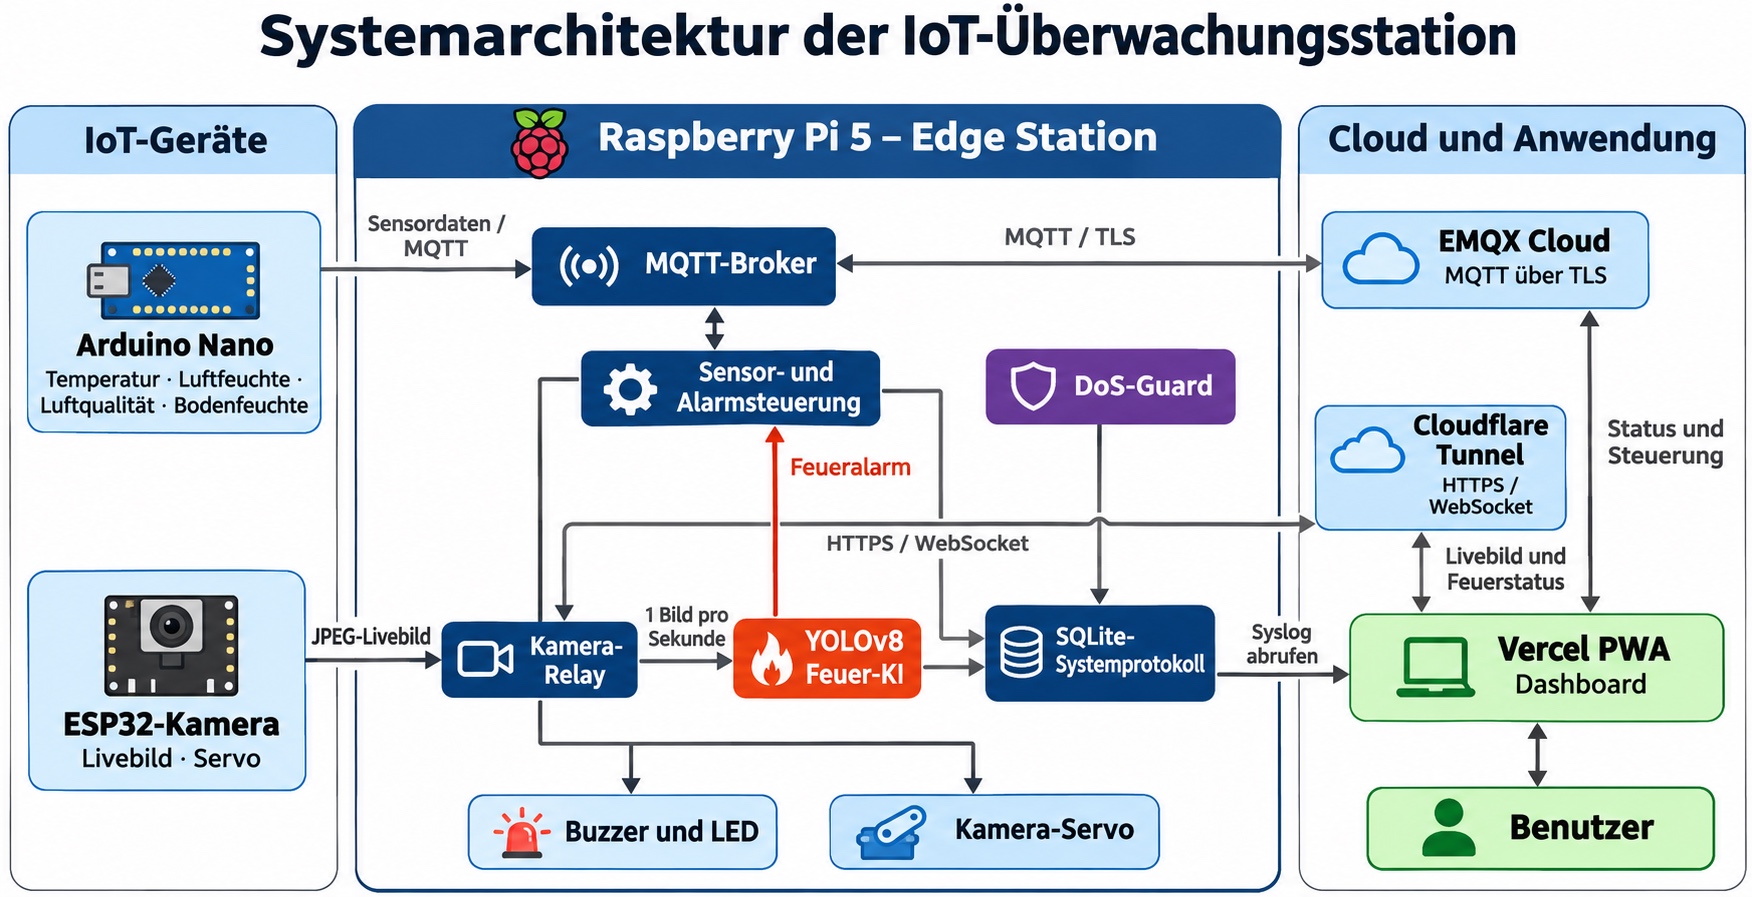 Systemarchitektur der IoT-Überwachungsstation
IoT-Geräte
Raspberry Pi 5 – Edge Station
Cloud und Anwendung
Sensordaten /
MQTT
MQTT-Broker
MQTT / TLS
EMQX Cloud
MQTT über TLS
Arduino Nano
Temperatur · Luftfeuchte ·
Luftqualität · Bodenfeuchte
Sensor- und
Alarmsteuerung
DoS-Guard
Feueralarm
Cloudflare
Tunnel
HTTPS /
WebSocket
Status und
Steuerung
HTTPS / WebSocket
Livebild und
Feuerstatus
JPEG-Livebild
Kamera-
Relay
1 Bild pro
Sekunde
YOLOv8
Feuer-KI
SQLite-
Systemprotokoll
Syslog
abrufen
Vercel PWA
Dashboard
ESP32-Kamera
Livebild · Servo
Buzzer und LED
Kamera-Servo
Benutzer